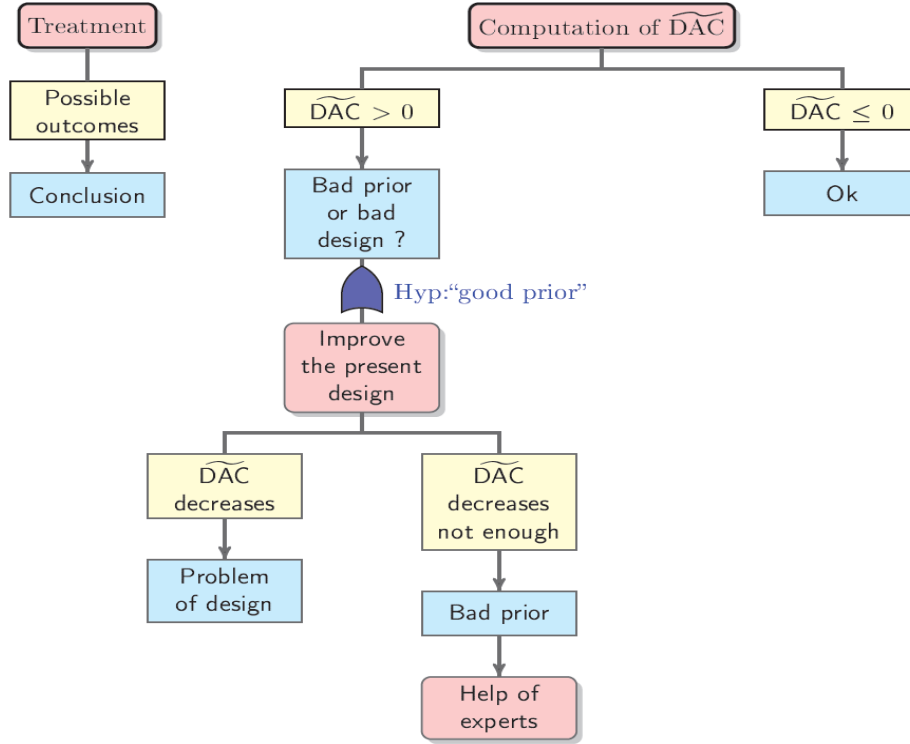 Treatment
Possible
outcomes
Conclusion
Computation of D͠AC
D͠AC > 0
D͠AC ≤ 0
Bad prior
or bad
design ?
Ok
Hyp:“good prior”
Improve
the present
design
D͠AC
decreases
D͠AC
decreases
not enough
Problem
of design
Bad prior
Help of
experts